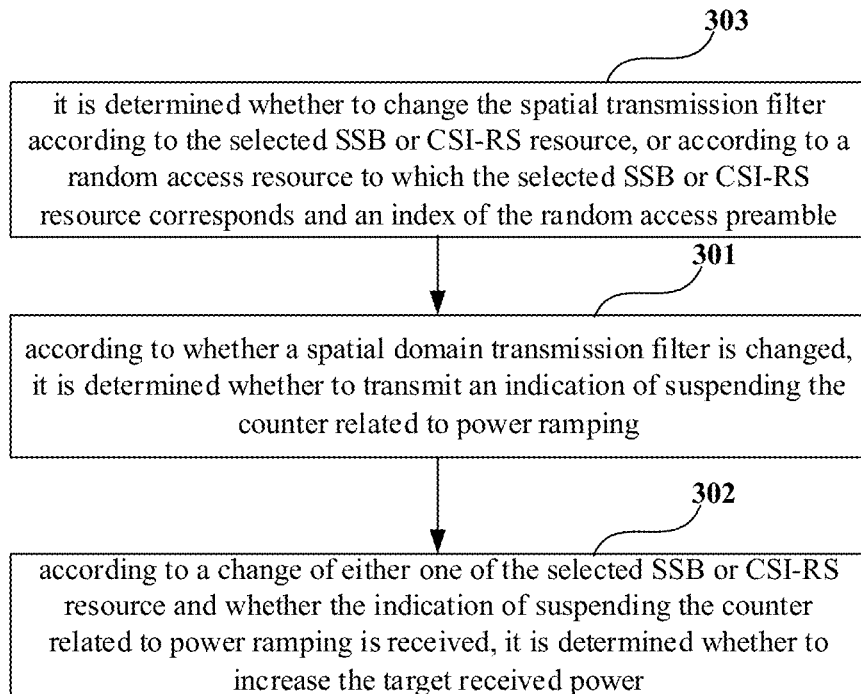 303
it is determined whether to change the spatial transmission filter
according to the selected SSB or CSI-RS resource, or according to a
random access resource to which the selected SSB or CSI-RS
resource corresponds and an index of the random access preamble
301
according to whether a spatial domain transmission filter is changed,
it is determined whether to transmit an indication of suspending the
counter related to power ramping
302
according to a change of either one of the selected SSB or CSI-RS
resource and whether the indication of suspending the counter
related to power ramping is received, it is determined whether to
increase the target received power